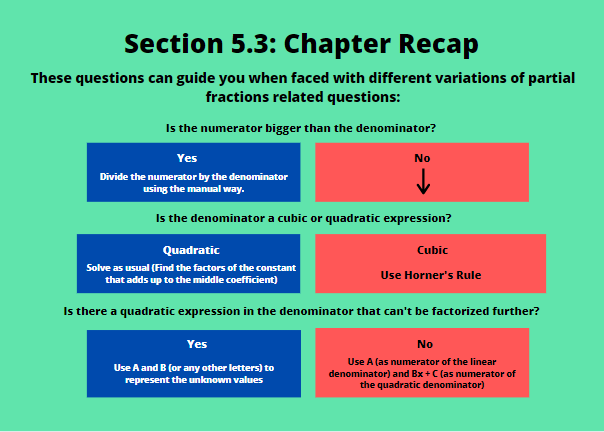 Section 5.3: Chapter Recap
These questions can guide you when faced with different variations of partial
fractions related questions:
Is the numerator bigger than the denominator?
Yes
Divide the numerator by the denominator
using the manual way.
No
Is the denominator a cubic or quadratic expression?
Quadratic
Solve as usual (Find the factors of the constant
that adds up to the middle coefficient)
Cubic
Use Horner's Rule
Is there a quadratic expression in the denominator that can't be factorized further?
Yes
Use A and B (or any other letters) to
represent the unknown values
No
Use A (as numerator of the linear
denominator) and Bx + C (as numerator of
the quadratic denominator)